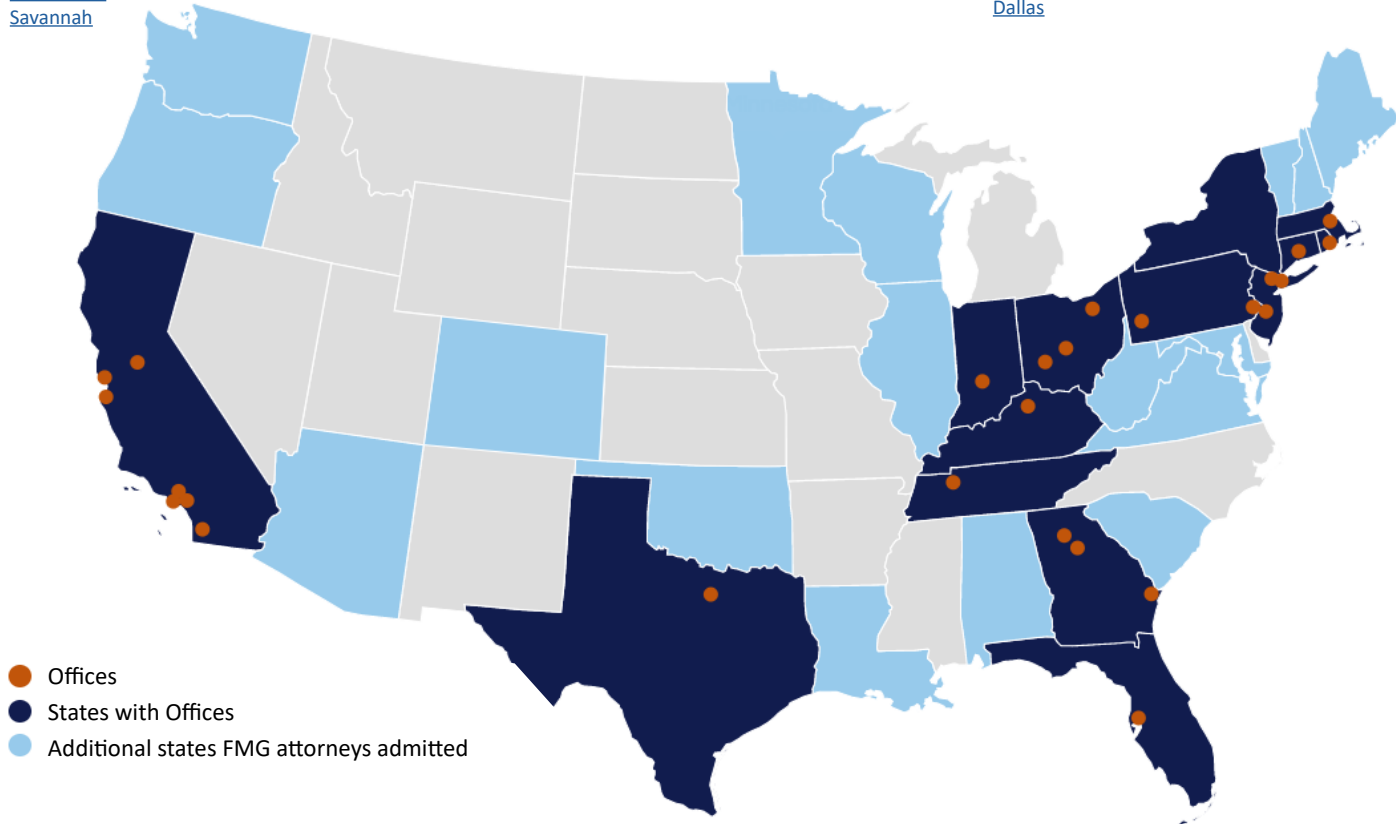 Savannah
Dallas
Offices
States with Offices
Additional states FMG attorneys admitted